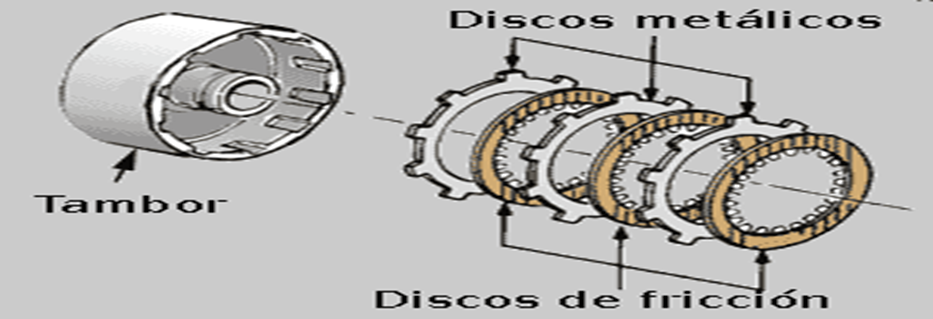 Discos metálicos
Tambor
Discos de fricción